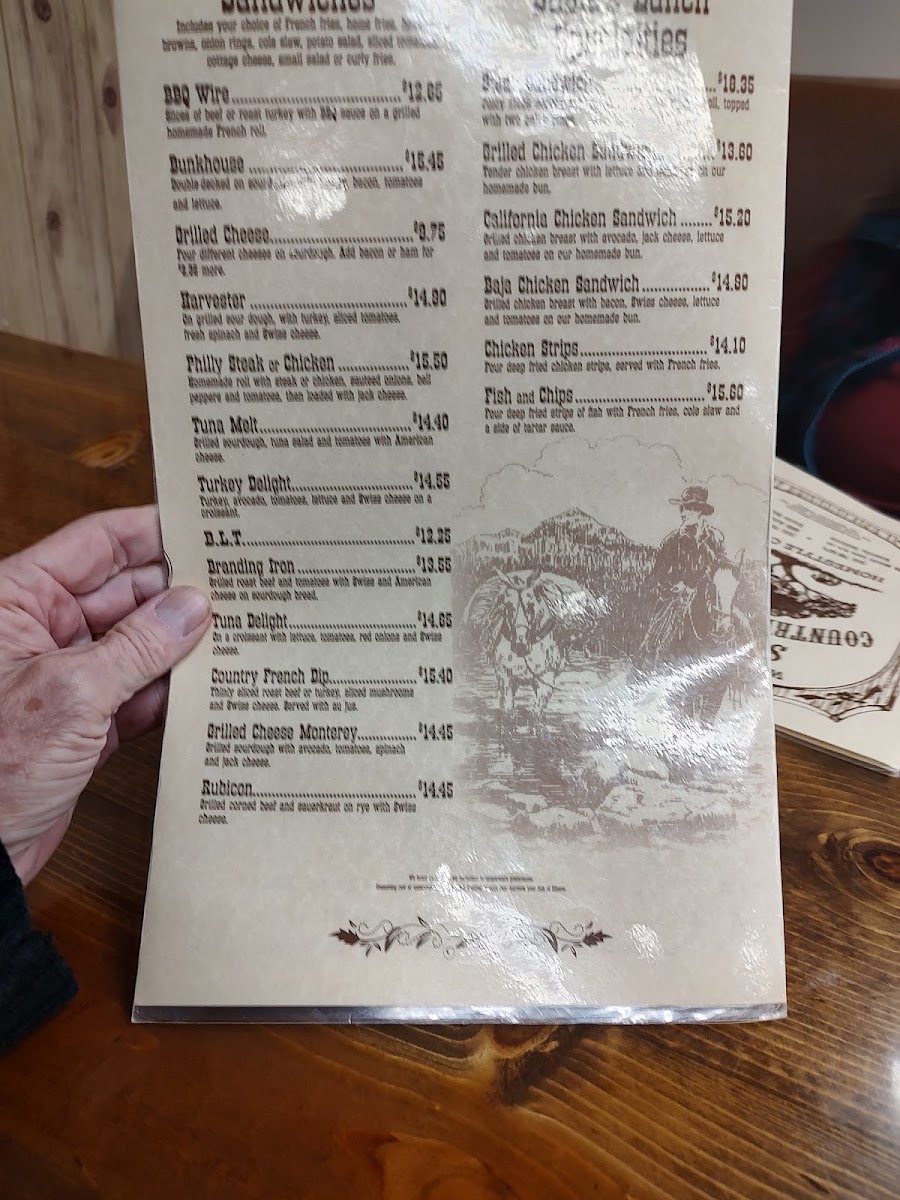 Sandwiches
Includes your choice of French fries, home fries,
browns, onion rings, cole slaw, potato salad, sliced tomatoes,
cottage cheese, small salad or curly fries.
BBQ Wire $12.65
Slices of beef or roast turkey with BBQ sauce on a grilled
homemade French roll.
Bunkhouse $15.45
Double-decked on bacon, tomatoes
and lettuce.
Grilled Cheese $9.75
Four different cheeses on sourdough. Add bacon or ham for
more.
Harvester $14.80
On grilled sour dough, with turkey, sliced tomatoes,
fresh spinach and Swiss cheese.
Philly Steak or Chicken $15.50
Homemade roll with steak or chicken, sauteed onions, bell
peppers and tomatoes, then loaded with jack cheese.
Tuna Melt $14.40
Grilled sourdough, tuna salad and tomatoes with American
cheese.
Turkey Delight $14.55
Turkey, avocado, tomatoes, lettuce and Swiss cheese on a
croissant.
B.L.T. $12.25
Branding Iron $13.55
Grilled roast beef and tomatoes with Swiss and American
cheese on sourdough bread.
Tuna Delight $14.65
On a croissant with lettuce, tomatoes, red onions and Swiss
cheese.
Country French Dip $15.40
Thinly sliced roast beef or turkey, sliced mushrooms
and Swiss cheese. Served with au jus.
Grilled Cheese Monterey $14.45
Grilled sourdough with avocado, tomatoes, spinach
and jack cheese.
Rubicon $14.45
Grilled corned beef and sauerkraut on rye with Swiss
cheese.
Lunch
Specialties
Sandwich $18.35
roll, topped
with two
Grilled Chicken Sandwich $13.60
Tender chicken breast with lettuce and on our
homemade bun.
California Chicken Sandwich $15.20
Grilled chicken breast with avocado, jack cheese, lettuce
and tomatoes on our homemade bun.
Baja Chicken Sandwich $14.80
Grilled chicken breast with bacon, Swiss cheese, lettuce
and tomatoes on our homemade bun.
Chicken Strips $14.10
Four deep fried chicken strips, served with French fries.
Fish and Chips $15.60
Four deep fried strips of fish with French fries, cole slaw and
a side of tartar sauce.